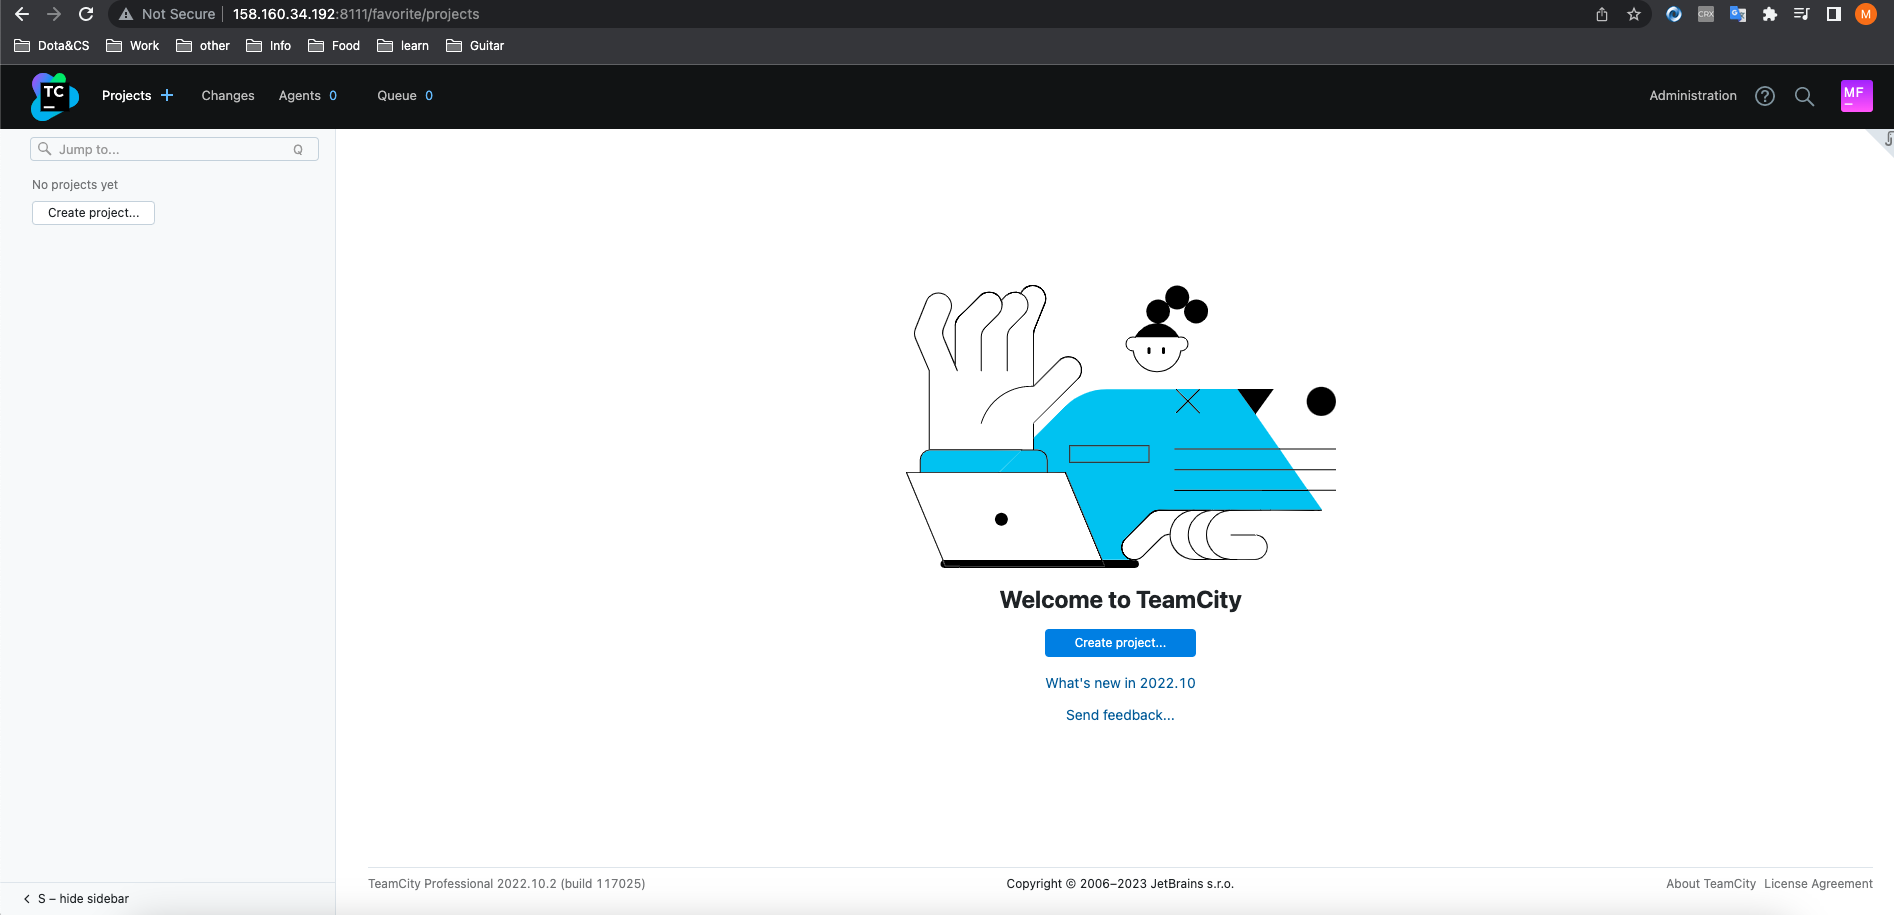 Not Secure 158.160.34.192:8111/favorite/projects CRX G M
Dota&CS Work other Info Food learn Guitar
TC Projects Changes Agents 0 Queue 0 Administration ? MF
Jump to... Q
No projects yet
Create project...
Welcome to TeamCity
Create project...
What's new in 2022.10
Send feedback...
TeamCity Professional 2022.10.2 (build 117025) Copyright © 2006–2023 JetBrains s.r.o. About TeamCity License Agreement
S – hide sidebar